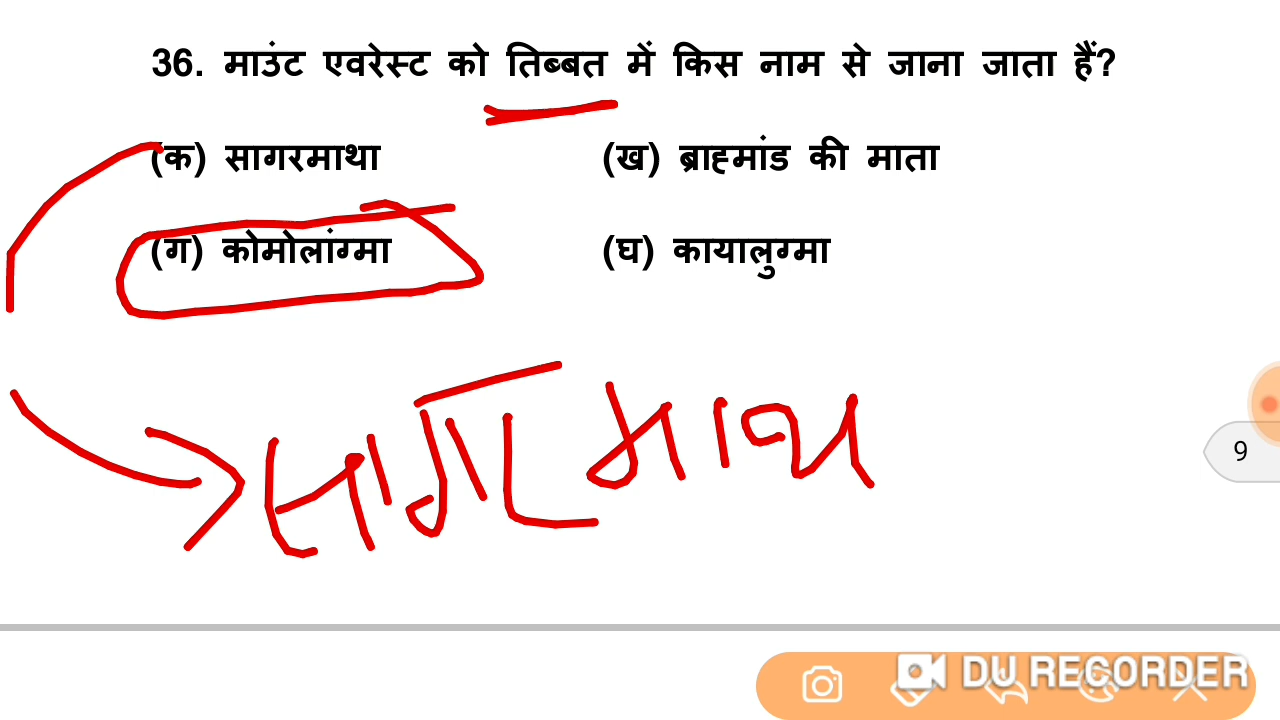 36. माउंट एवरेस्ट को तिब्बत में किस नाम से जाना जाता हैं?
(क) सागरमाथा (ख) ब्राह्मांड की माता
(ग) कोमोलांग्मा (घ) कायालुग्मा
9
DU RECORDER